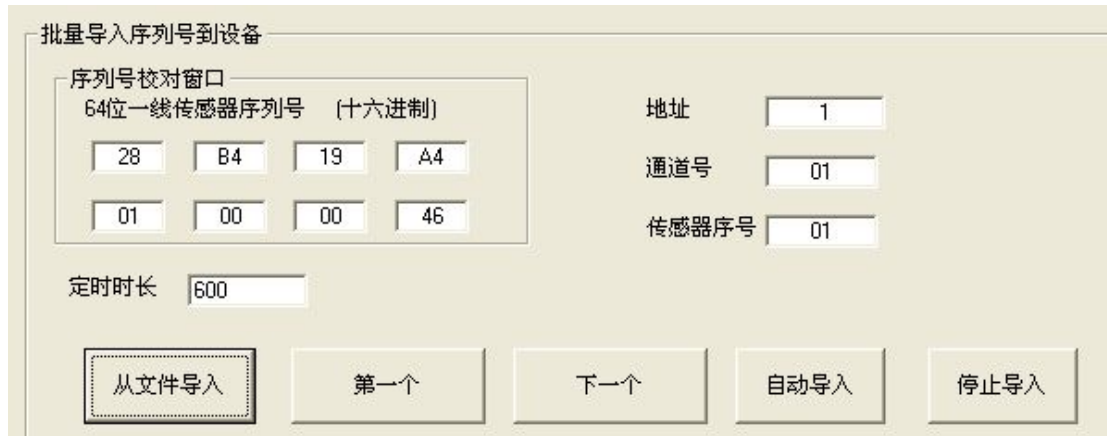 批量导入序列号到设备
序列号校对窗口
64位一线传感器序列号 (十六进制)
28 B4 19 A4
01 00 00 46
地址 1
通道号 01
传感器序号 01
定时时长 600
从文件导入 第一个 下一个 自动导入 停止导入